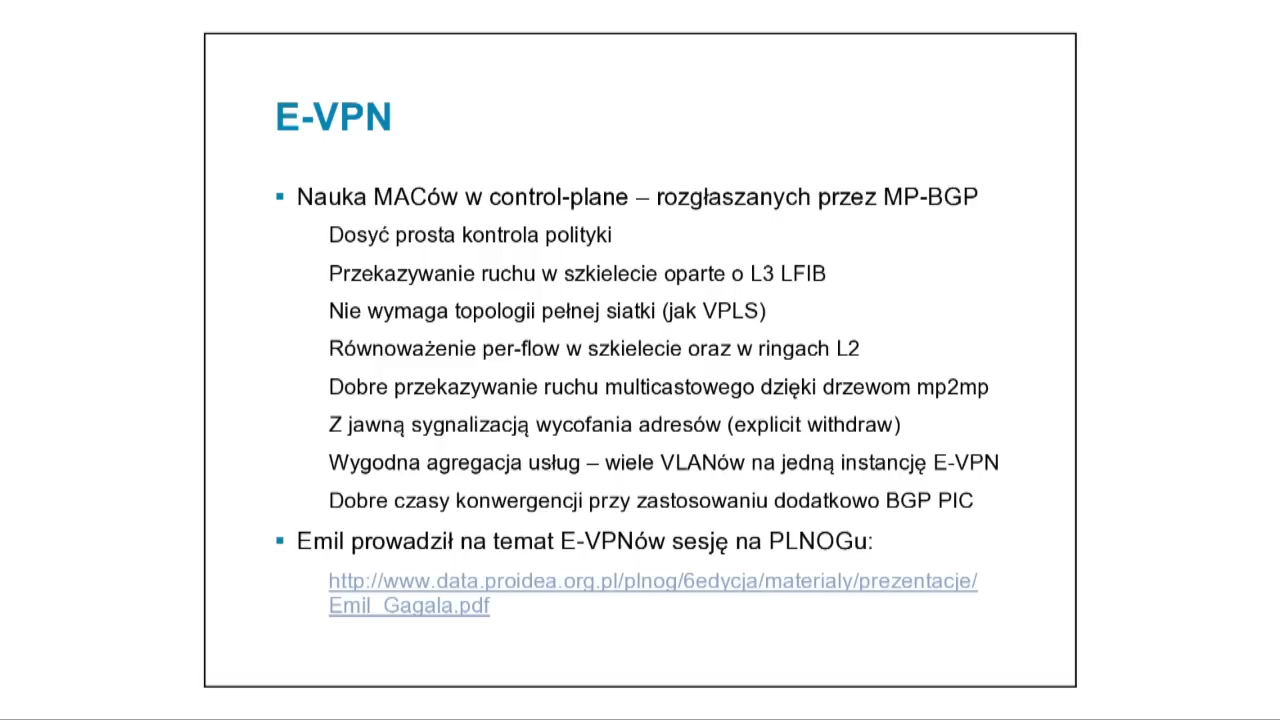 E-VPN
Nauka MACów w control-plane – rozgłaszanych przez MP-BGP
Dosyć prosta kontrola polityki
Przekazywanie ruchu w szkielecie oparte o L3 LFIB
Nie wymaga topologii pełnej siatki (jak VPLS)
Równoważenie per-flow w szkielecie oraz w ringach L2
Dobre przekazywanie ruchu multicastowego dzięki drzewom mp2mp
Z jawną sygnalizacją wycofania adresów (explicit withdraw)
Wygodna agregacja usług – wiele VLANów na jedną instancję E-VPN
Dobre czasy konwergencji przy zastosowaniu dodatkowo BGP PIC
Emil prowadził na temat E-VPNów sesję na PLNOGu:
http://www.data.proidea.org.pl/plnog/6edycja/materialy/prezentacje/
Emil_Gagala.pdf